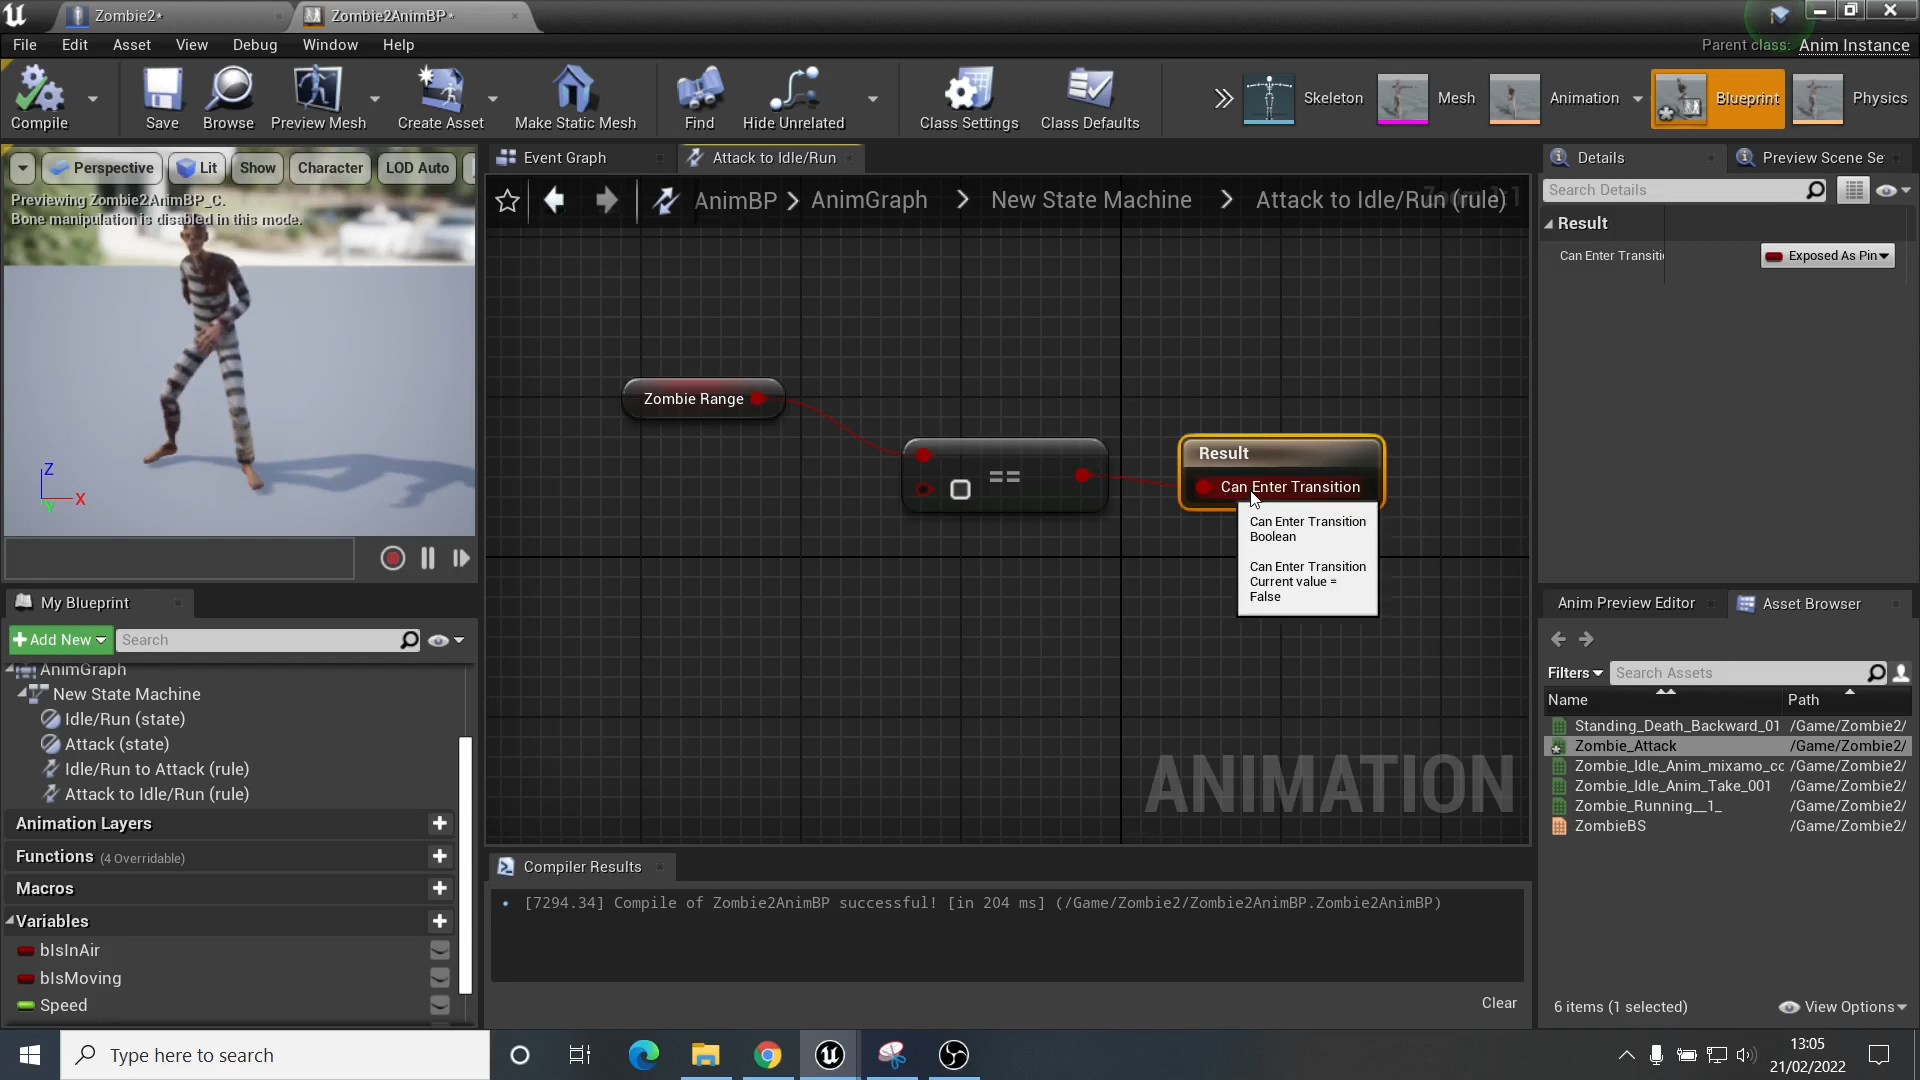 Zombie2*
Zombie2AnimBP*
File Edit Asset View Debug Window Help
Parent class: Anim Instance
Compile Save Browse Preview Mesh Create Asset Make Static Mesh Find Hide Unrelated Class Settings Class Defaults Skeleton Mesh Animation Blueprint Physics
Perspective Lit Show Character LOD Auto
Previewing Zombie2AnimBP_C.
Bone manipulation is disabled in this mode.
Z
X
Y
Event Graph
Attack to Idle/Run
AnimBP > AnimGraph > New State Machine > Attack to Idle/Run (rule)
Zombie Range
==
Result
Can Enter Transition
Can Enter Transition
Boolean
Can Enter Transition
Current value =
False
ANIMATION
Compiler Results
[7294.34] Compile of Zombie2AnimBP successful! [in 204 ms] (/Game/Zombie2/Zombie2AnimBP.Zombie2AnimBP)
Clear
My Blueprint
Add New
Search
AnimGraph
New State Machine
Idle/Run (state)
Attack (state)
Idle/Run to Attack (rule)
Attack to Idle/Run (rule)
Animation Layers
Functions (4 Overridable)
Macros
Variables
bIsInAir
bIsMoving
Speed
Details
Preview Scene Se
Search Details
Result
Can Enter Transiti
Exposed As Pin
Anim Preview Editor
Asset Browser
Filters
Search Assets
Name Path
Standing_Death_Backward_01 /Game/Zombie2/
Zombie_Attack /Game/Zombie2/
Zombie_Idle_Anim_mixamo_cc /Game/Zombie2/
Zombie_Idle_Anim_Take_001 /Game/Zombie2/
Zombie_Running__1_ /Game/Zombie2/
ZombieBS /Game/Zombie2/
6 items (1 selected)
View Options
Type here to search
13:05
21/02/2022